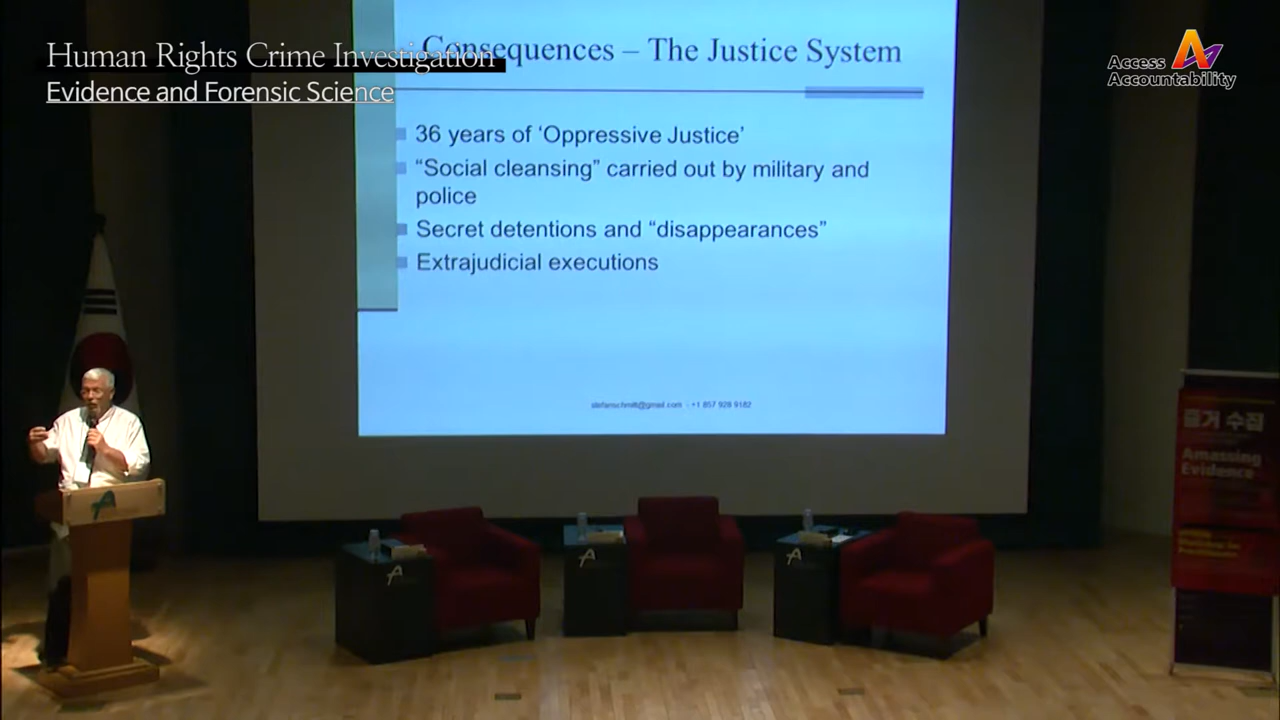 Human Rights Crime Investigation
Evidence and Forensic Science
Consequences – The Justice System
36 years of ‘Oppressive Justice’
“Social cleansing” carried out by military and
police
Secret detentions and “disappearances”
Extrajudicial executions
stefanschmitt@gmail.com - +1 857 928 9182
Access
Accountability
증거 수집
Amassing
Evidence